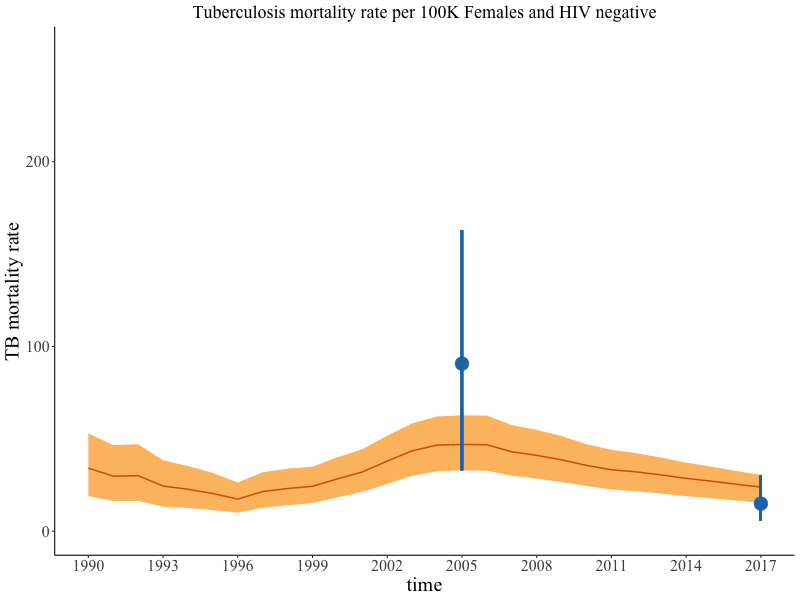 Tuberculosis mortality rate per 100K Females and HIV negative
TB mortality rate
200
100
0
1990 1993 1996 1999 2002 2005 2008 2011 2014 2017
time